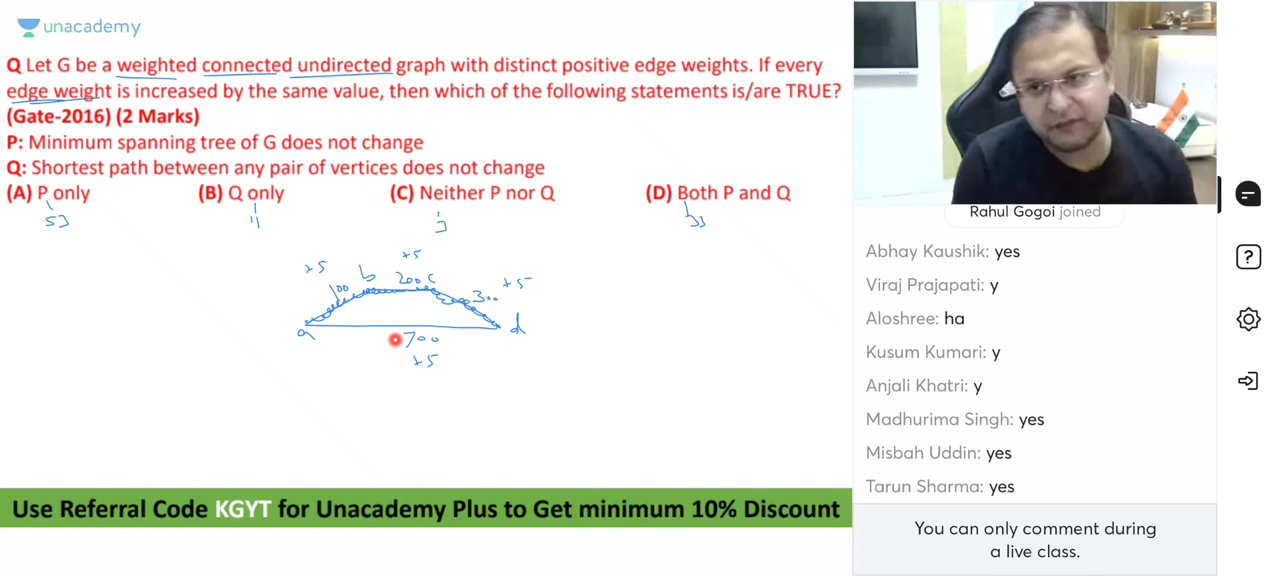 unacademy
Q Let G be a weighted connected undirected graph with distinct positive edge weights. If every
edge weight is increased by the same value, then which of the following statements is/are TRUE?
(Gate-2016) (2 Marks)
P: Minimum spanning tree of G does not change
Q: Shortest path between any pair of vertices does not change
(A) P only (B) Q only (C) Neither P nor Q (D) Both P and Q
53 11
+5 b +5
100 200 c 300 +5
a d
700
+5
Use Referral Code KGYT for Unacademy Plus to Get minimum 10% Discount
Rahul Gogoi joined
Abhay Kaushik: yes
Viraj Prajapati: y
Aloshree: ha
Kusum Kumari: y
Anjali Khatri: y
Madhurima Singh: yes
Misbah Uddin: yes
Tarun Sharma: yes
You can only comment during
a live class.
?